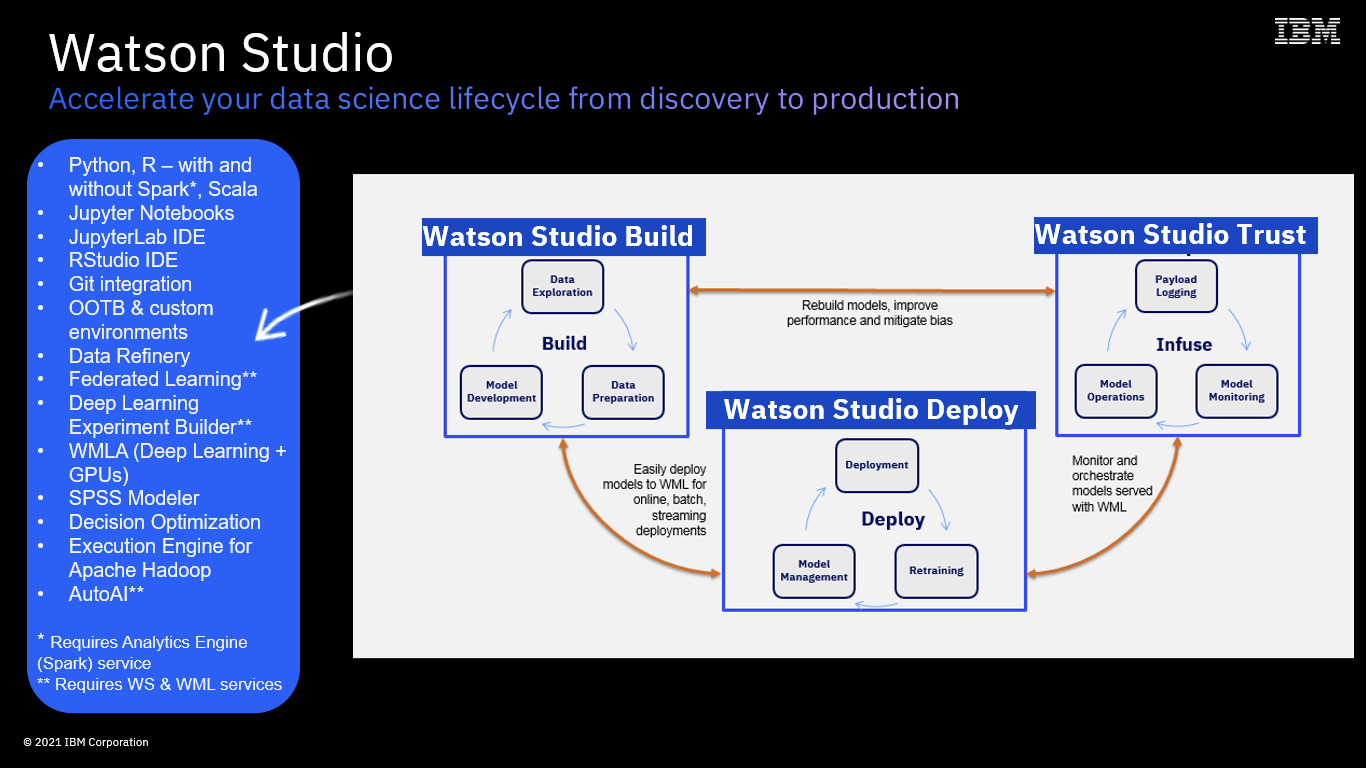 IBM
Watson Studio
Accelerate your data science lifecycle from discovery to production
• Python, R – with and
without Spark*, Scala
• Jupyter Notebooks
• JupyterLab IDE
• RStudio IDE
• Git integration
• OOTB & custom
environments
• Data Refinery
• Federated Learning**
• Deep Learning
Experiment Builder**
• WMLA (Deep Learning +
GPUs)
• SPSS Modeler
• Decision Optimization
• Execution Engine for
Apache Hadoop
• AutoAI**
* Requires Analytics Engine
(Spark) service
** Requires WS & WML services
Watson Studio Build
Data
Exploration
Build
Model
Development
Data
Preparation
Rebuild models, improve
performance and mitigate bias
Watson Studio Trust
Payload
Logging
Infuse
Model
Operations
Model
Monitoring
Watson Studio Deploy
Deployment
Deploy
Model
Management
Retraining
Easily deploy
models to WML for
online, batch,
streaming
deployments
Monitor and
orchestrate
models served
with WML
© 2021 IBM Corporation